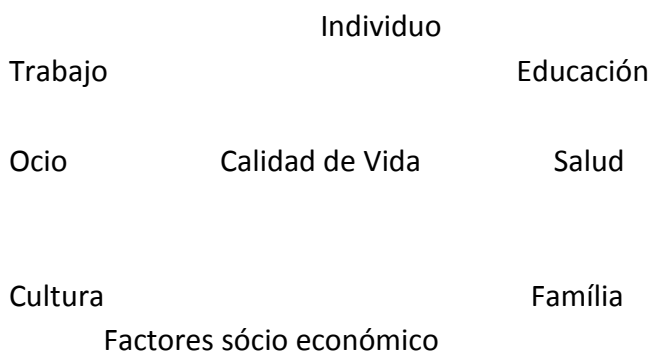 Individuo
Trabajo Educación
Ocio Calidad de Vida Salud
Cultura Família
Factores sócio económico